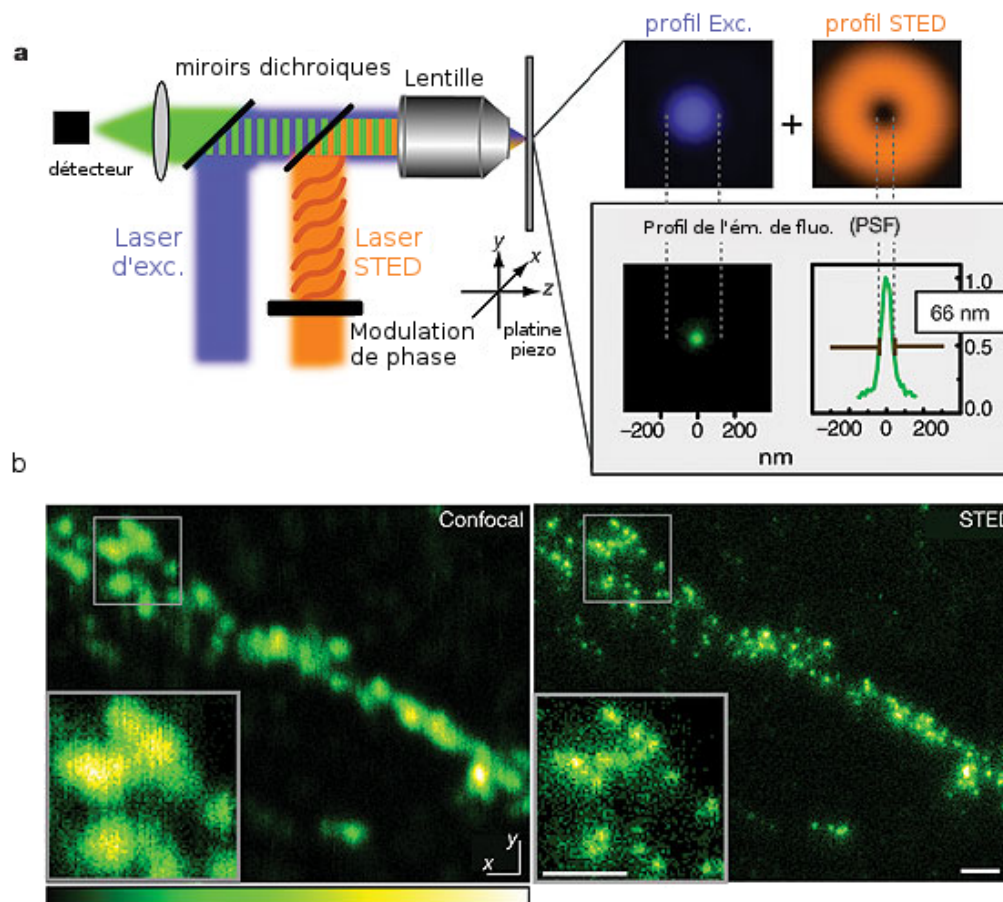 a
profil Exc.
profil STED
miroirs dichroiques
Lentille
+
détecteur
Laser
d'exc.
Laser
STED
y
x
z
Modulation
de phase
platine
piezo
Profil de l'ém. de fluo. (PSF)
1.0
66 nm
0.5
0.0
−200 0 200
−200 0 200
nm
b
Confocal
STED
y
x